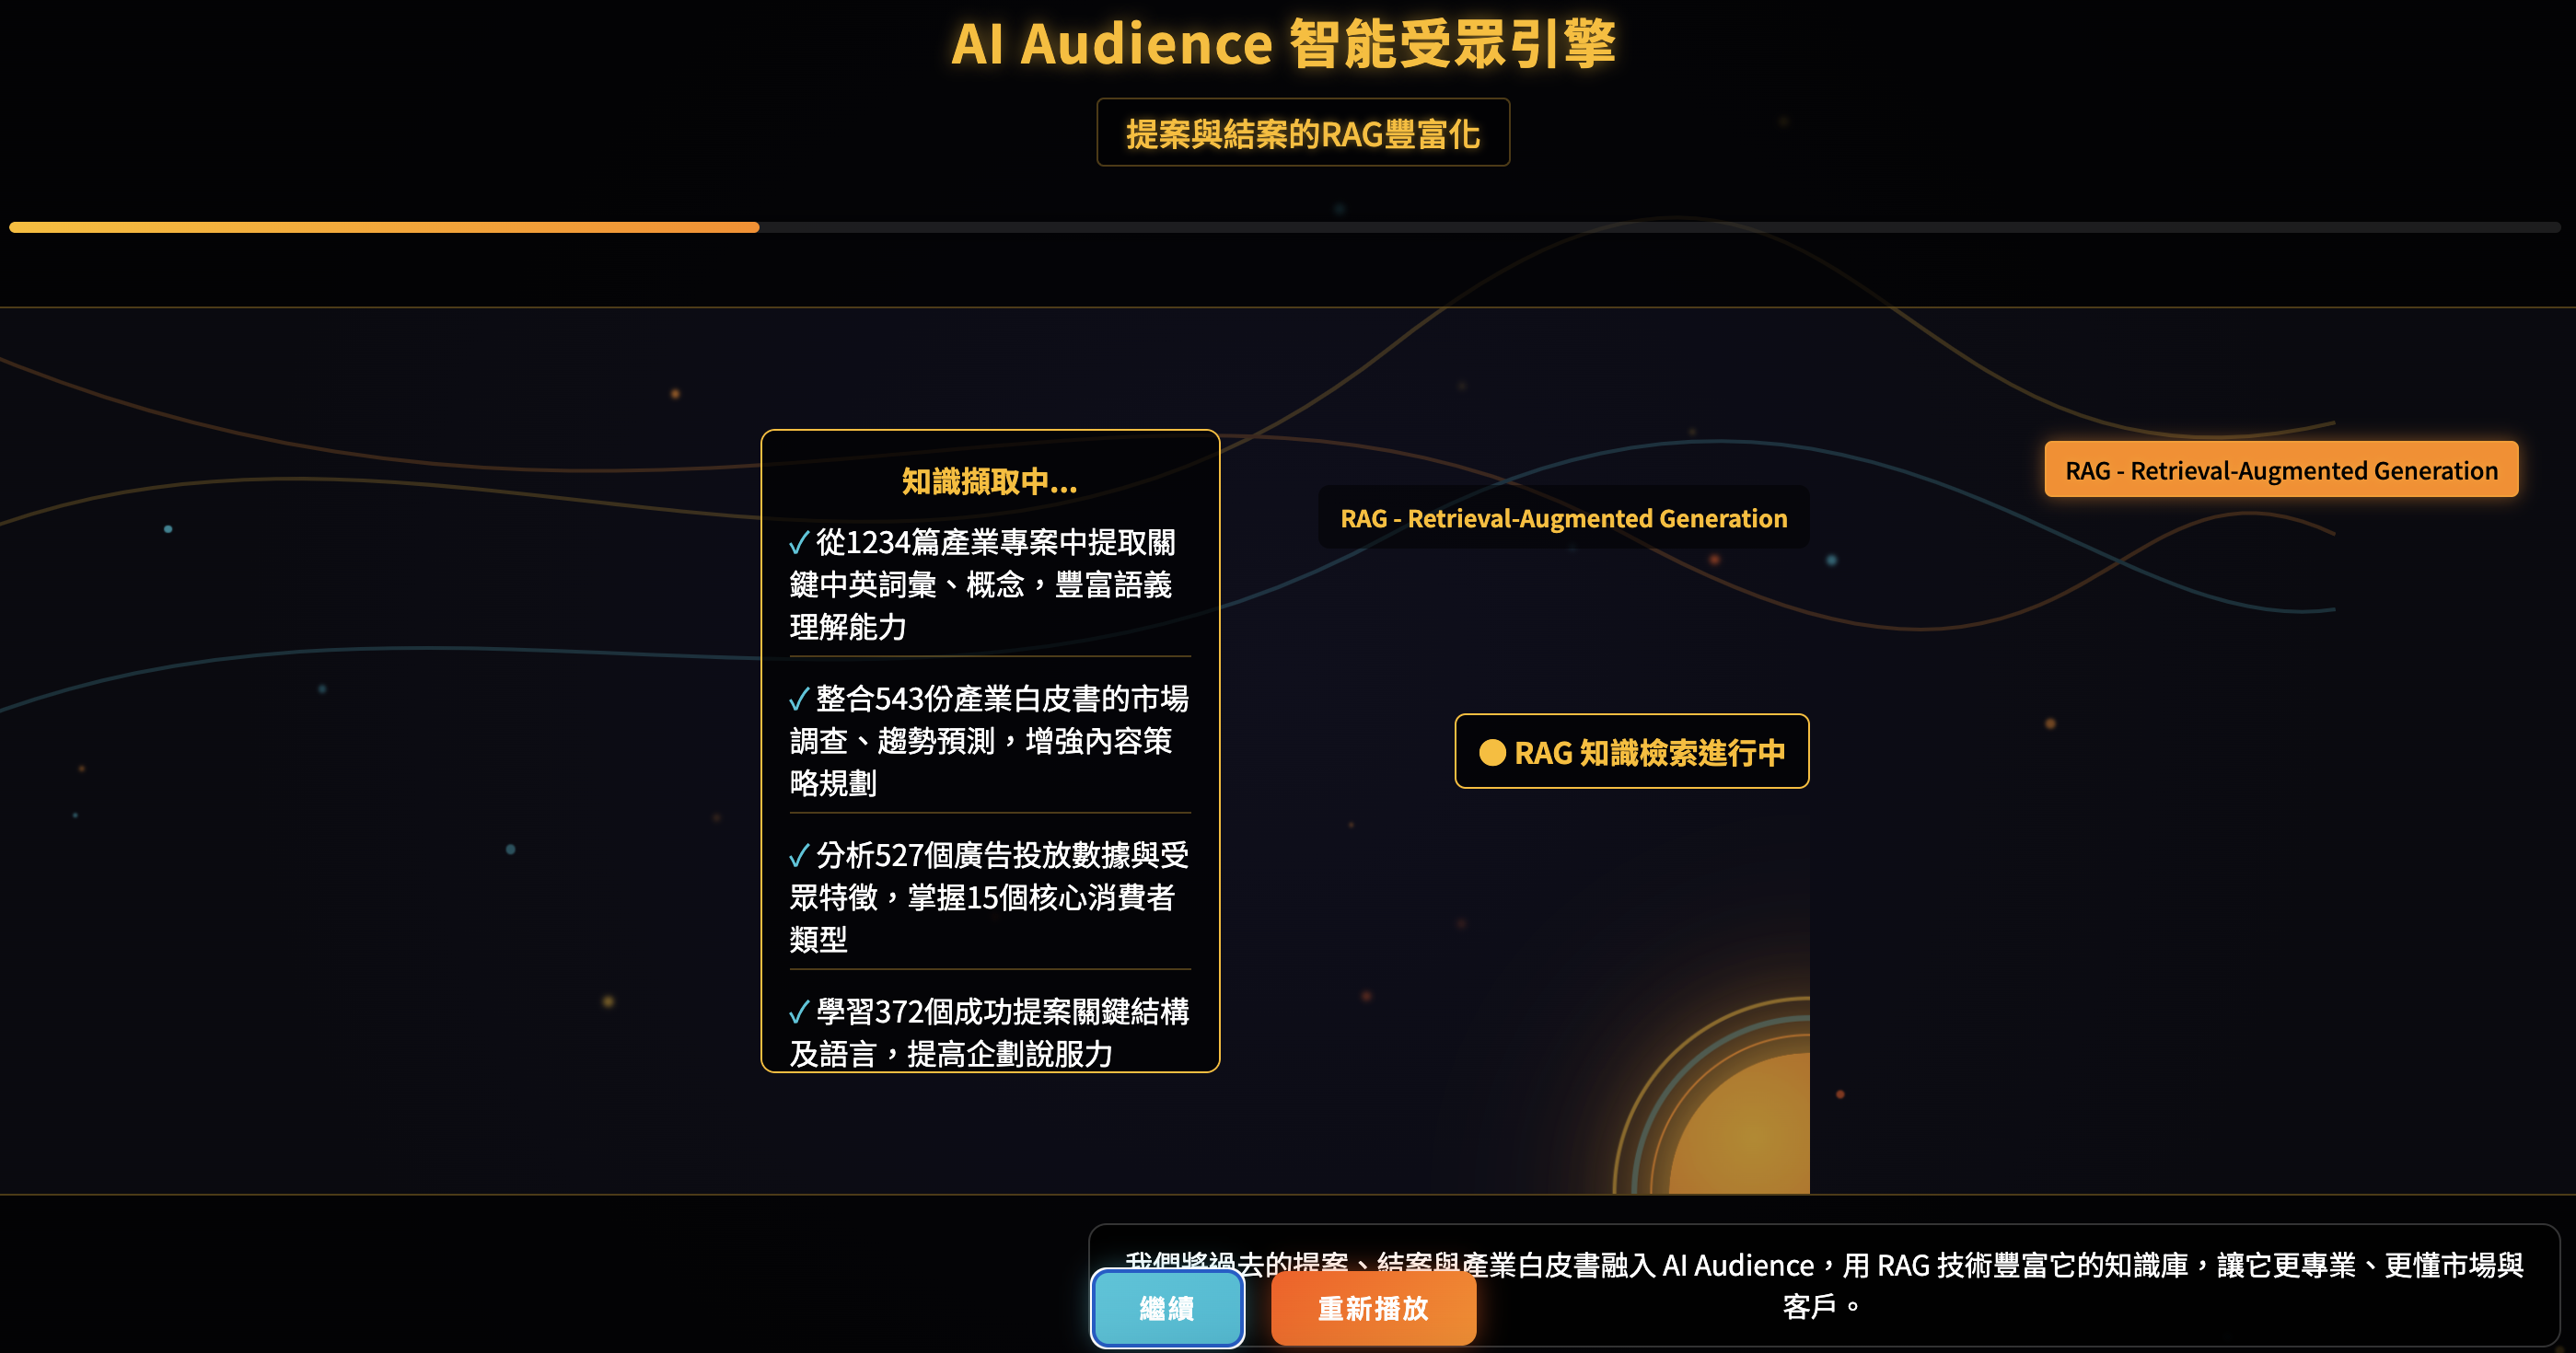 AI Audience 智能受眾引擎
提案與結案的RAG豐富化
知識擷取中...
✓ 從1234篇產業專案中提取關
鍵中英詞彙、概念，豐富語義
理解能力
✓ 整合543份產業白皮書的市場
調查、趨勢預測，增強內容策
略規劃
✓ 分析527個廣告投放數據與受
眾特徵，掌握15個核心消費者
類型
✓ 學習372個成功提案關鍵結構
及語言，提高企劃說服力
RAG - Retrieval-Augmented Generation
RAG - Retrieval-Augmented Generation
RAG 知識檢索進行中
我們將過去的提案、結案與產業白皮書融入 AI Audience，用 RAG 技術豐富它的知識庫，讓它更專業、更懂市場與
客戶。
繼續
重新播放